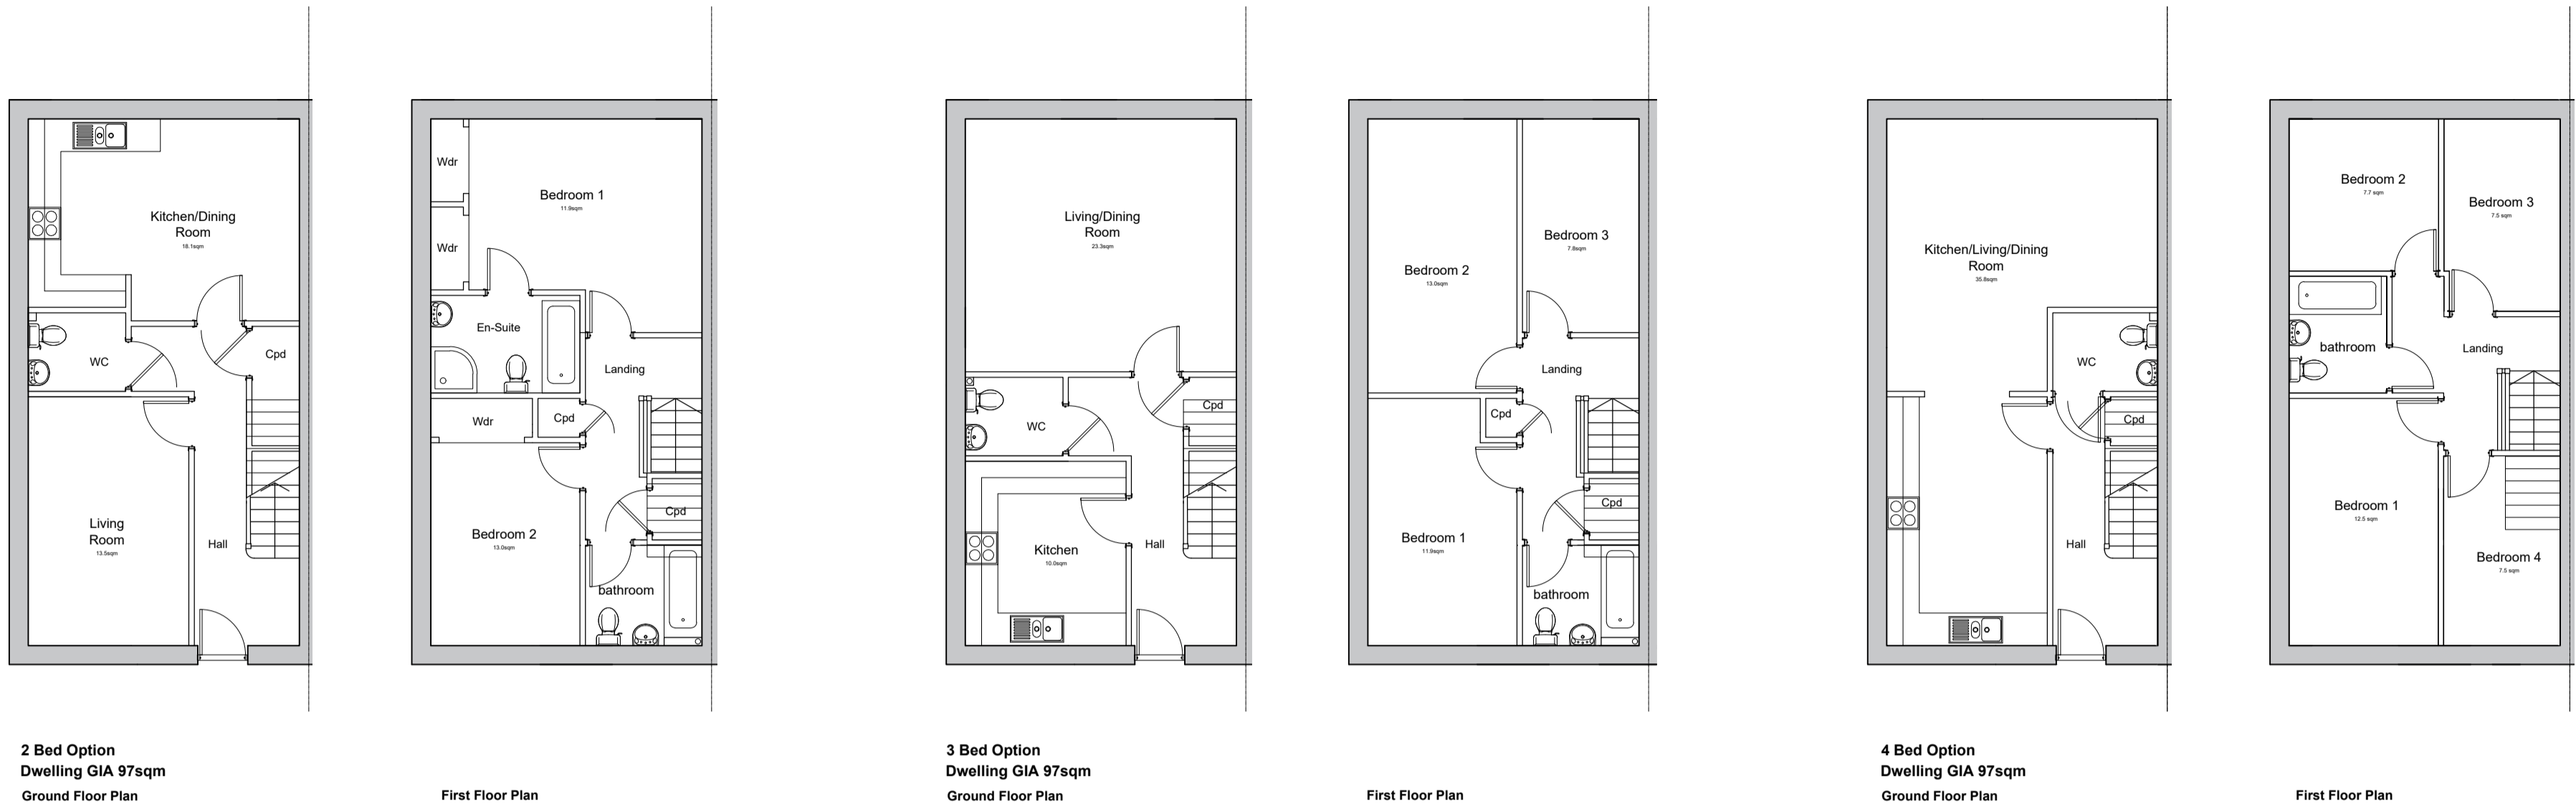 Kitchen/Dining
Room
18.1sqm
WC
Cpd
Living
Room
13.5sqm
Hall
2 Bed Option
Dwelling GIA 97sqm
Ground Floor Plan
Wdr
Bedroom 1
11.9sqm
Wdr
En-Suite
Landing
Wdr
Cpd
Cpd
Bedroom 2
13.0sqm
bathroom
First Floor Plan
Living/Dining
Room
23.3sqm
Cpd
WC
Kitchen
10.0sqm
Hall
3 Bed Option
Dwelling GIA 97sqm
Ground Floor Plan
Bedroom 3
7.8sqm
Bedroom 2
13.0sqm
Landing
Cpd
Cpd
Bedroom 1
11.9sqm
bathroom
First Floor Plan
Kitchen/Living/Dining
Room
35.8sqm
WC
Cpd
Hall
4 Bed Option
Dwelling GIA 97sqm
Ground Floor Plan
Bedroom 2
7.7 sqm
Bedroom 3
7.5 sqm
bathroom
Landing
Bedroom 1
12.5 sqm
Bedroom 4
7.5 sqm
First Floor Plan